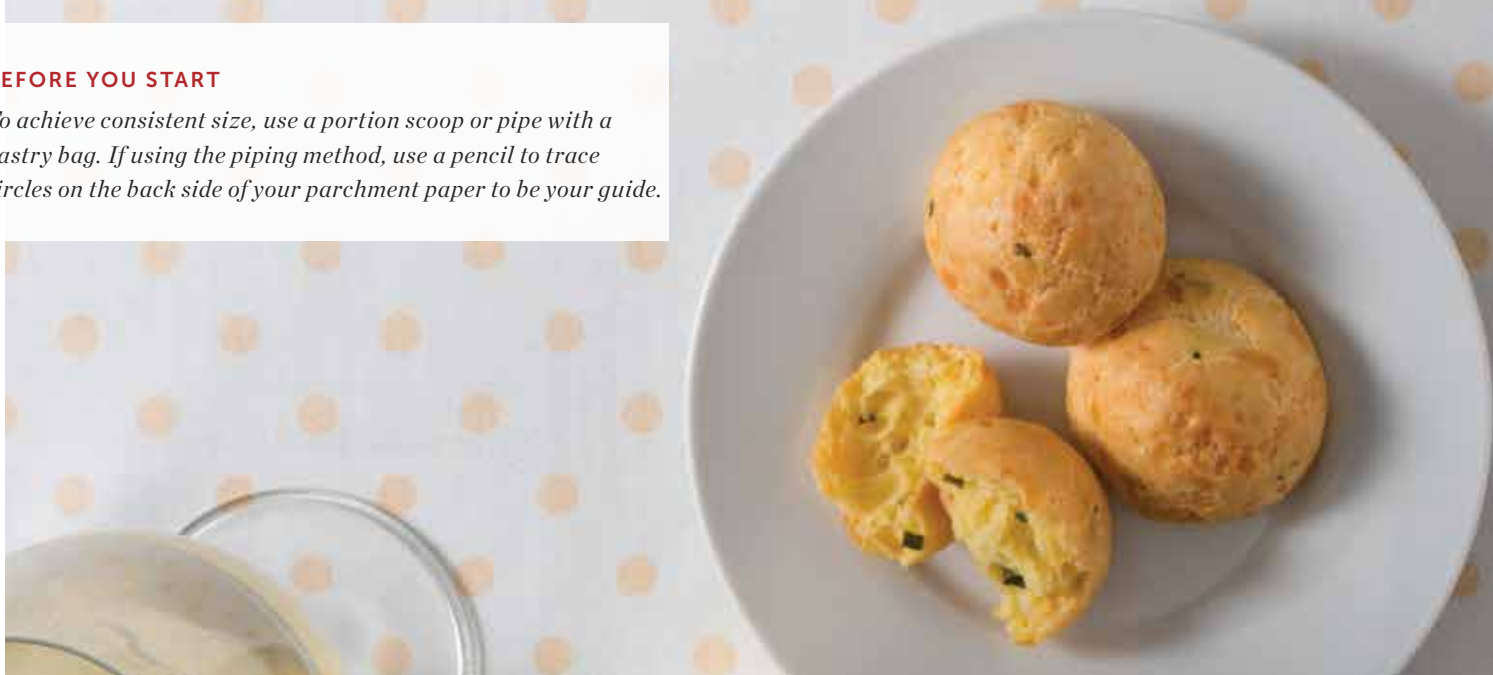 EFORE YOU START
o achieve consistent size, use a portion scoop or pipe with a
astry bag. If using the piping method, use a pencil to trace
ircles on the back side of your parchment paper to be your guide.